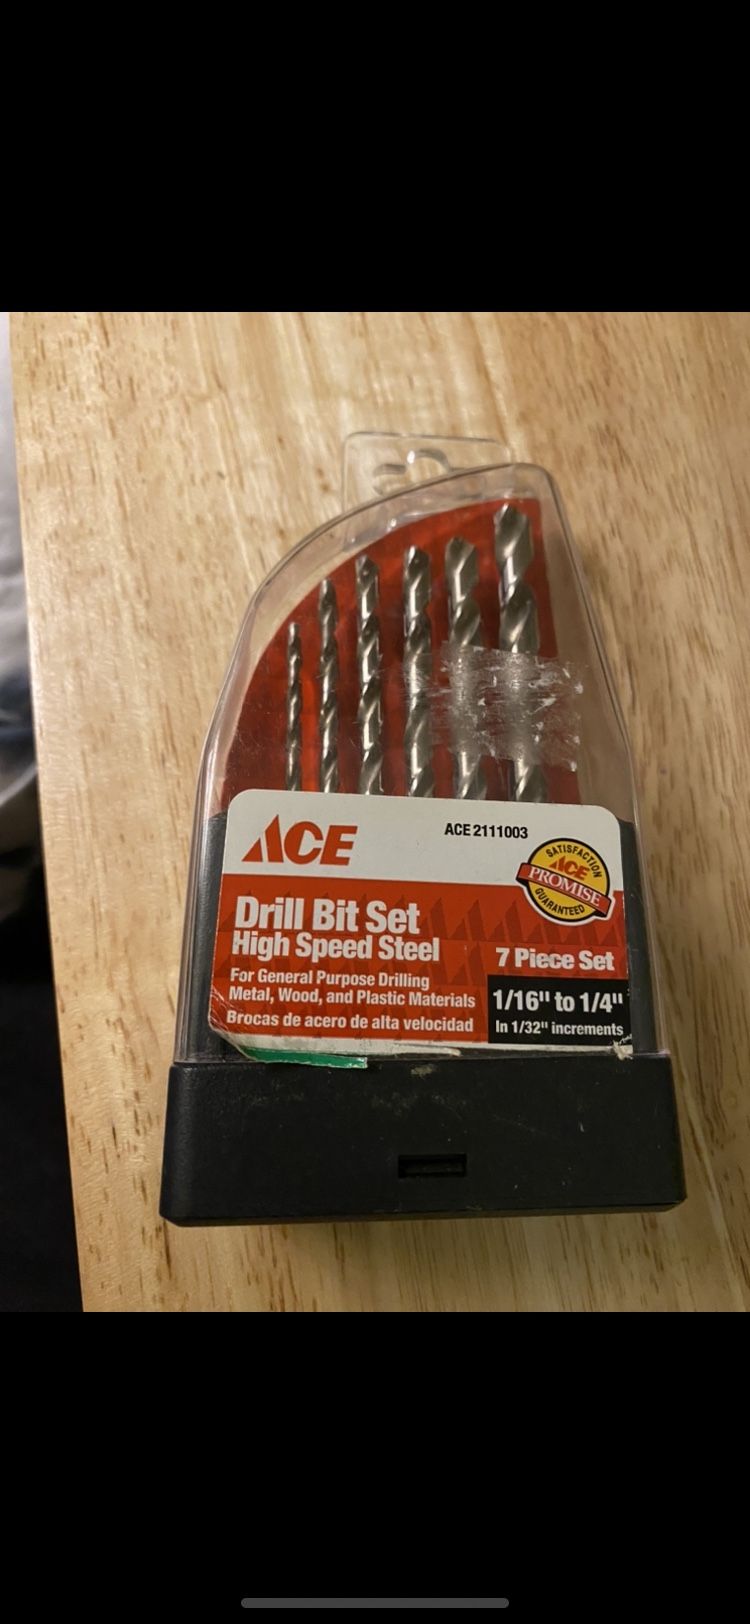 ACE
ACE 2111003
SATISFACTION
ACE
PROMISE
GUARANTEED
Drill Bit Set
High Speed Steel
7 Piece Set
For General Purpose Drilling
Metal, Wood, and Plastic Materials
Brocas de acero de alta velocidad
1/16" to 1/4"
In 1/32" increments